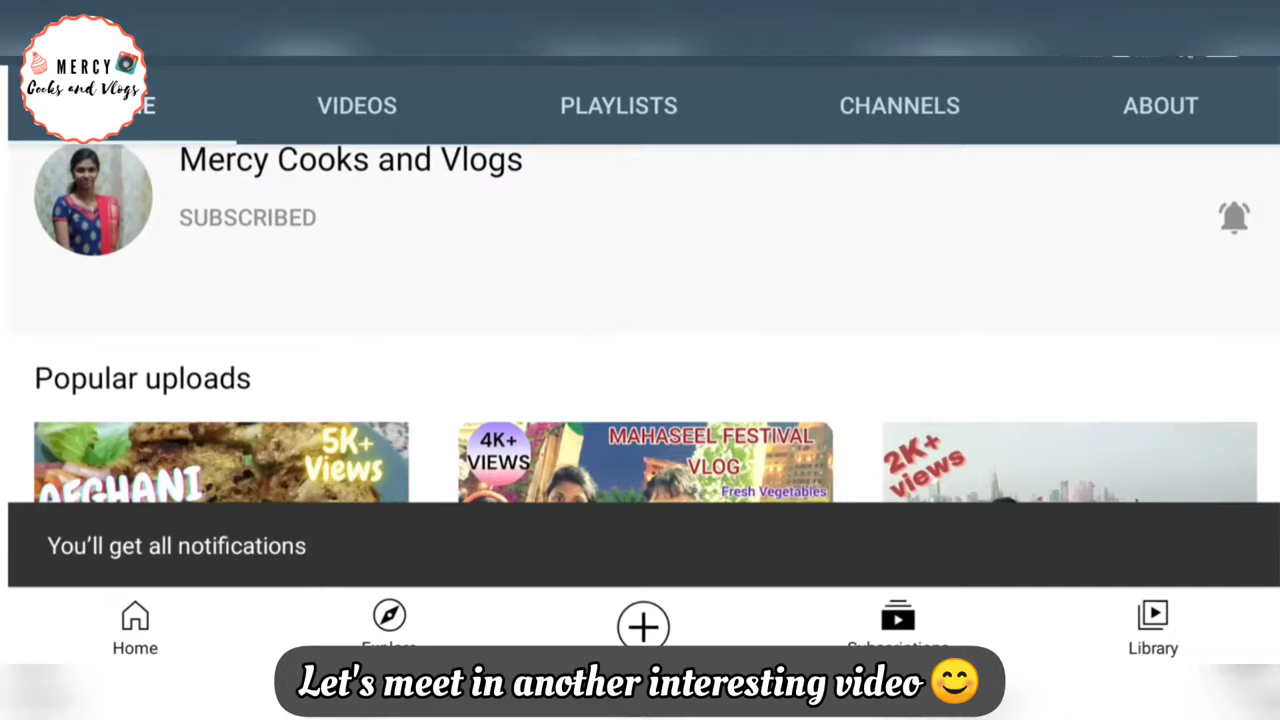 MERCY
Cooks and Vlogs
VIDEOS
PLAYLISTS
CHANNELS
ABOUT
Mercy Cooks and Vlogs
SUBSCRIBED
Popular uploads
AFGHANI
5K+
Views
4K+
VIEWS
MAHASEEL FESTIVAL
VLOG
Fresh Vegetables
2K+
views
You'll get all notifications
Home
Library
Let's meet in another interesting video 😊